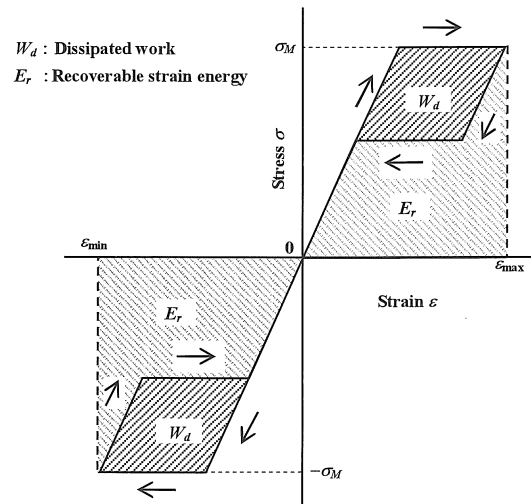 W_d : Dissipated work
E_r : Recoverable strain energy
σ_M
W_d
Stress σ
E_r
ε_min
0
ε_max
E_r
Strain ε
W_d
−σ_M